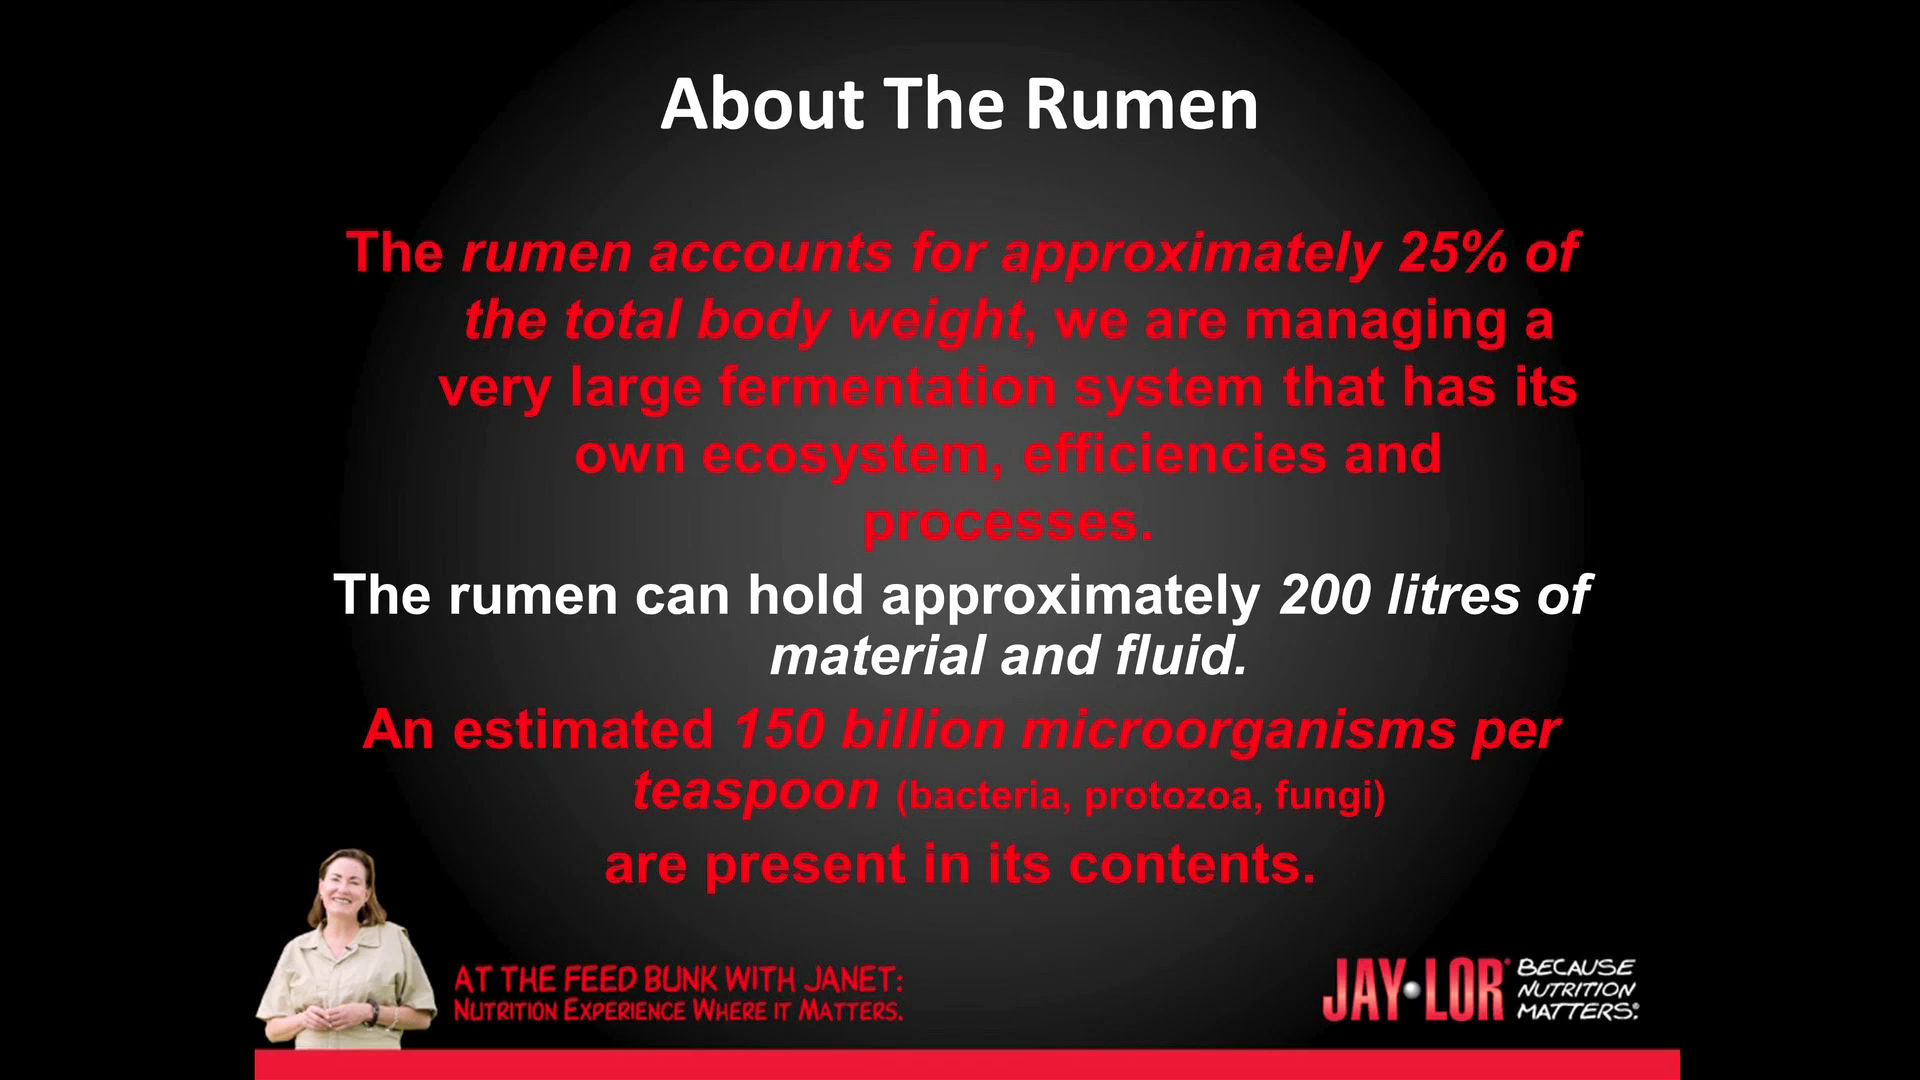 About The Rumen
The rumen accounts for approximately 25% of
the total body weight, we are managing a
very large fermentation system that has its
own ecosystem, efficiencies and
processes.
The rumen can hold approximately 200 litres of
material and fluid.
An estimated 150 billion microorganisms per
teaspoon (bacteria, protozoa, fungi)
are present in its contents.
AT THE FEED BUNK WITH JANET:
NUTRITION EXPERIENCE WHERE IT MATTERS.
JAY•LOR®
BECAUSE
NUTRITION
MATTERS.®